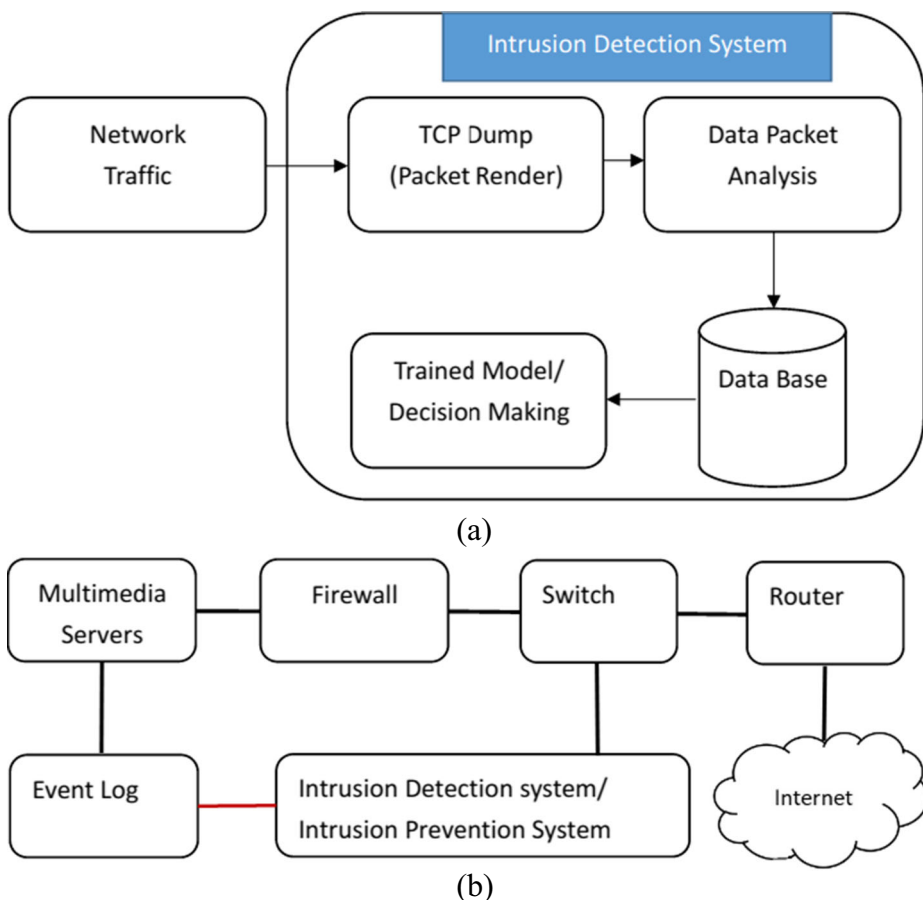 Intrusion Detection System
Network
Traffic
TCP Dump
(Packet Render)
Data Packet
Analysis
Trained Model/
Decision Making
Data Base
(a)
Multimedia
Servers
Firewall
Switch
Router
Event Log
Intrusion Detection system/
Intrusion Prevention System
Internet
(b)